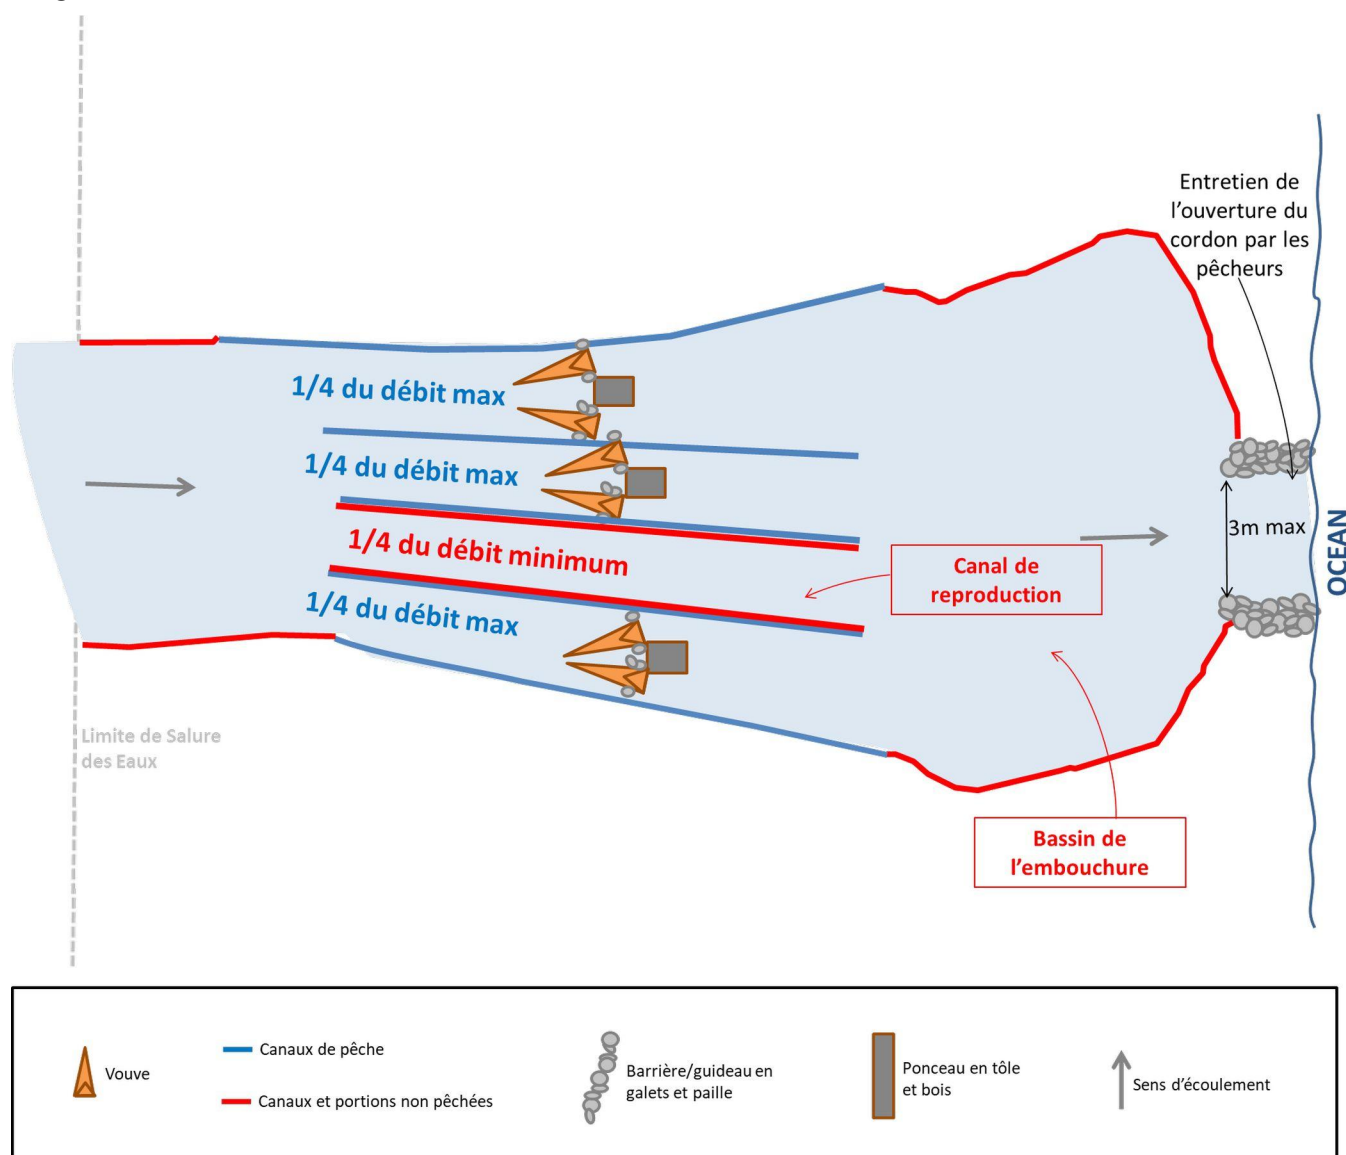 Entretien de
l’ouverture du
cordon par les
pêcheurs
1/4 du débit max
1/4 du débit max
1/4 du débit minimum
1/4 du débit max
3m max
OCEAN
Canal de
reproduction
Limite de Salure
des Eaux
Bassin de
l’embouchure
Vouve
Canaux de pêche
Canaux et portions non pêchées
Barrière/guideau en
galets et paille
Ponceau en tôle
et bois
Sens d’écoulement